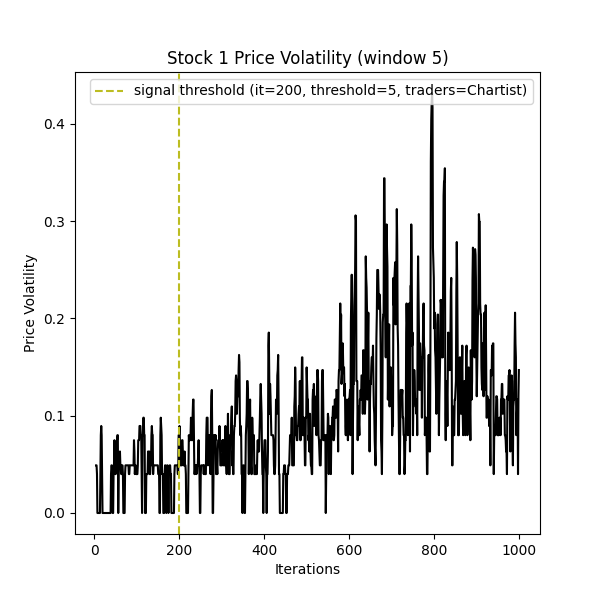 Stock 1 Price Volatility (window 5)
signal threshold (it=200, threshold=5, traders=Chartist)
Price Volatility
0.4
0.3
0.2
0.1
0.0
0 200 400 600 800 1000
Iterations